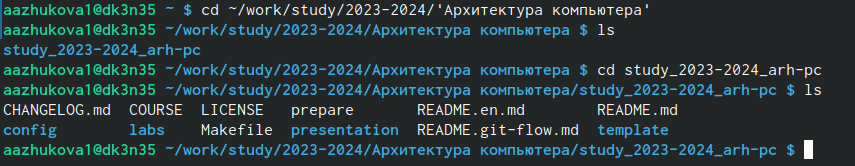 aazhukova1@dk3n35 ~ $ cd ~/work/study/2023-2024/'Архитектура компьютера'
aazhukova1@dk3n35 ~/work/study/2023-2024/Архитектура компьютера $ ls
study_2023-2024_arh-pc
aazhukova1@dk3n35 ~/work/study/2023-2024/Архитектура компьютера $ cd study_2023-2024_arh-pc
aazhukova1@dk3n35 ~/work/study/2023-2024/Архитектура компьютера/study_2023-2024_arh-pc $ ls
CHANGELOG.md COURSE LICENSE prepare README.en.md README.md
config labs Makefile presentation README.git-flow.md template
aazhukova1@dk3n35 ~/work/study/2023-2024/Архитектура компьютера/study_2023-2024_arh-pc $